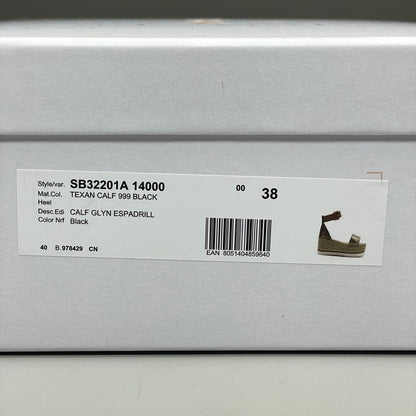 Style/var. SB32201A 14000 00 38
Mat.Col. TEXAN CALF 999 BLACK
Heel
Desc.Edi CALF GLYN ESPADRILL
Color Nrf Black
40 B.978429 CN
EAN 8051404859840